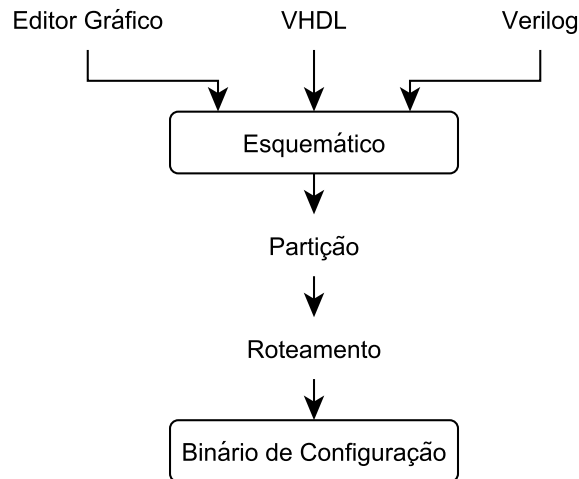 Editor Gráfico
VHDL
Verilog
Esquemático
Partição
Roteamento
Binário de Configuração